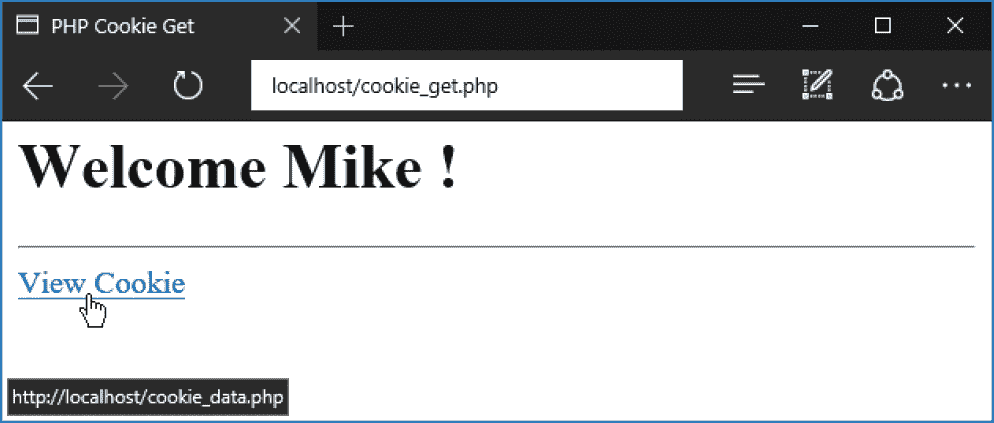 PHP Cookie Get
localhost/cookie_get.php
Welcome Mike !
View Cookie
http://localhost/cookie_data.php